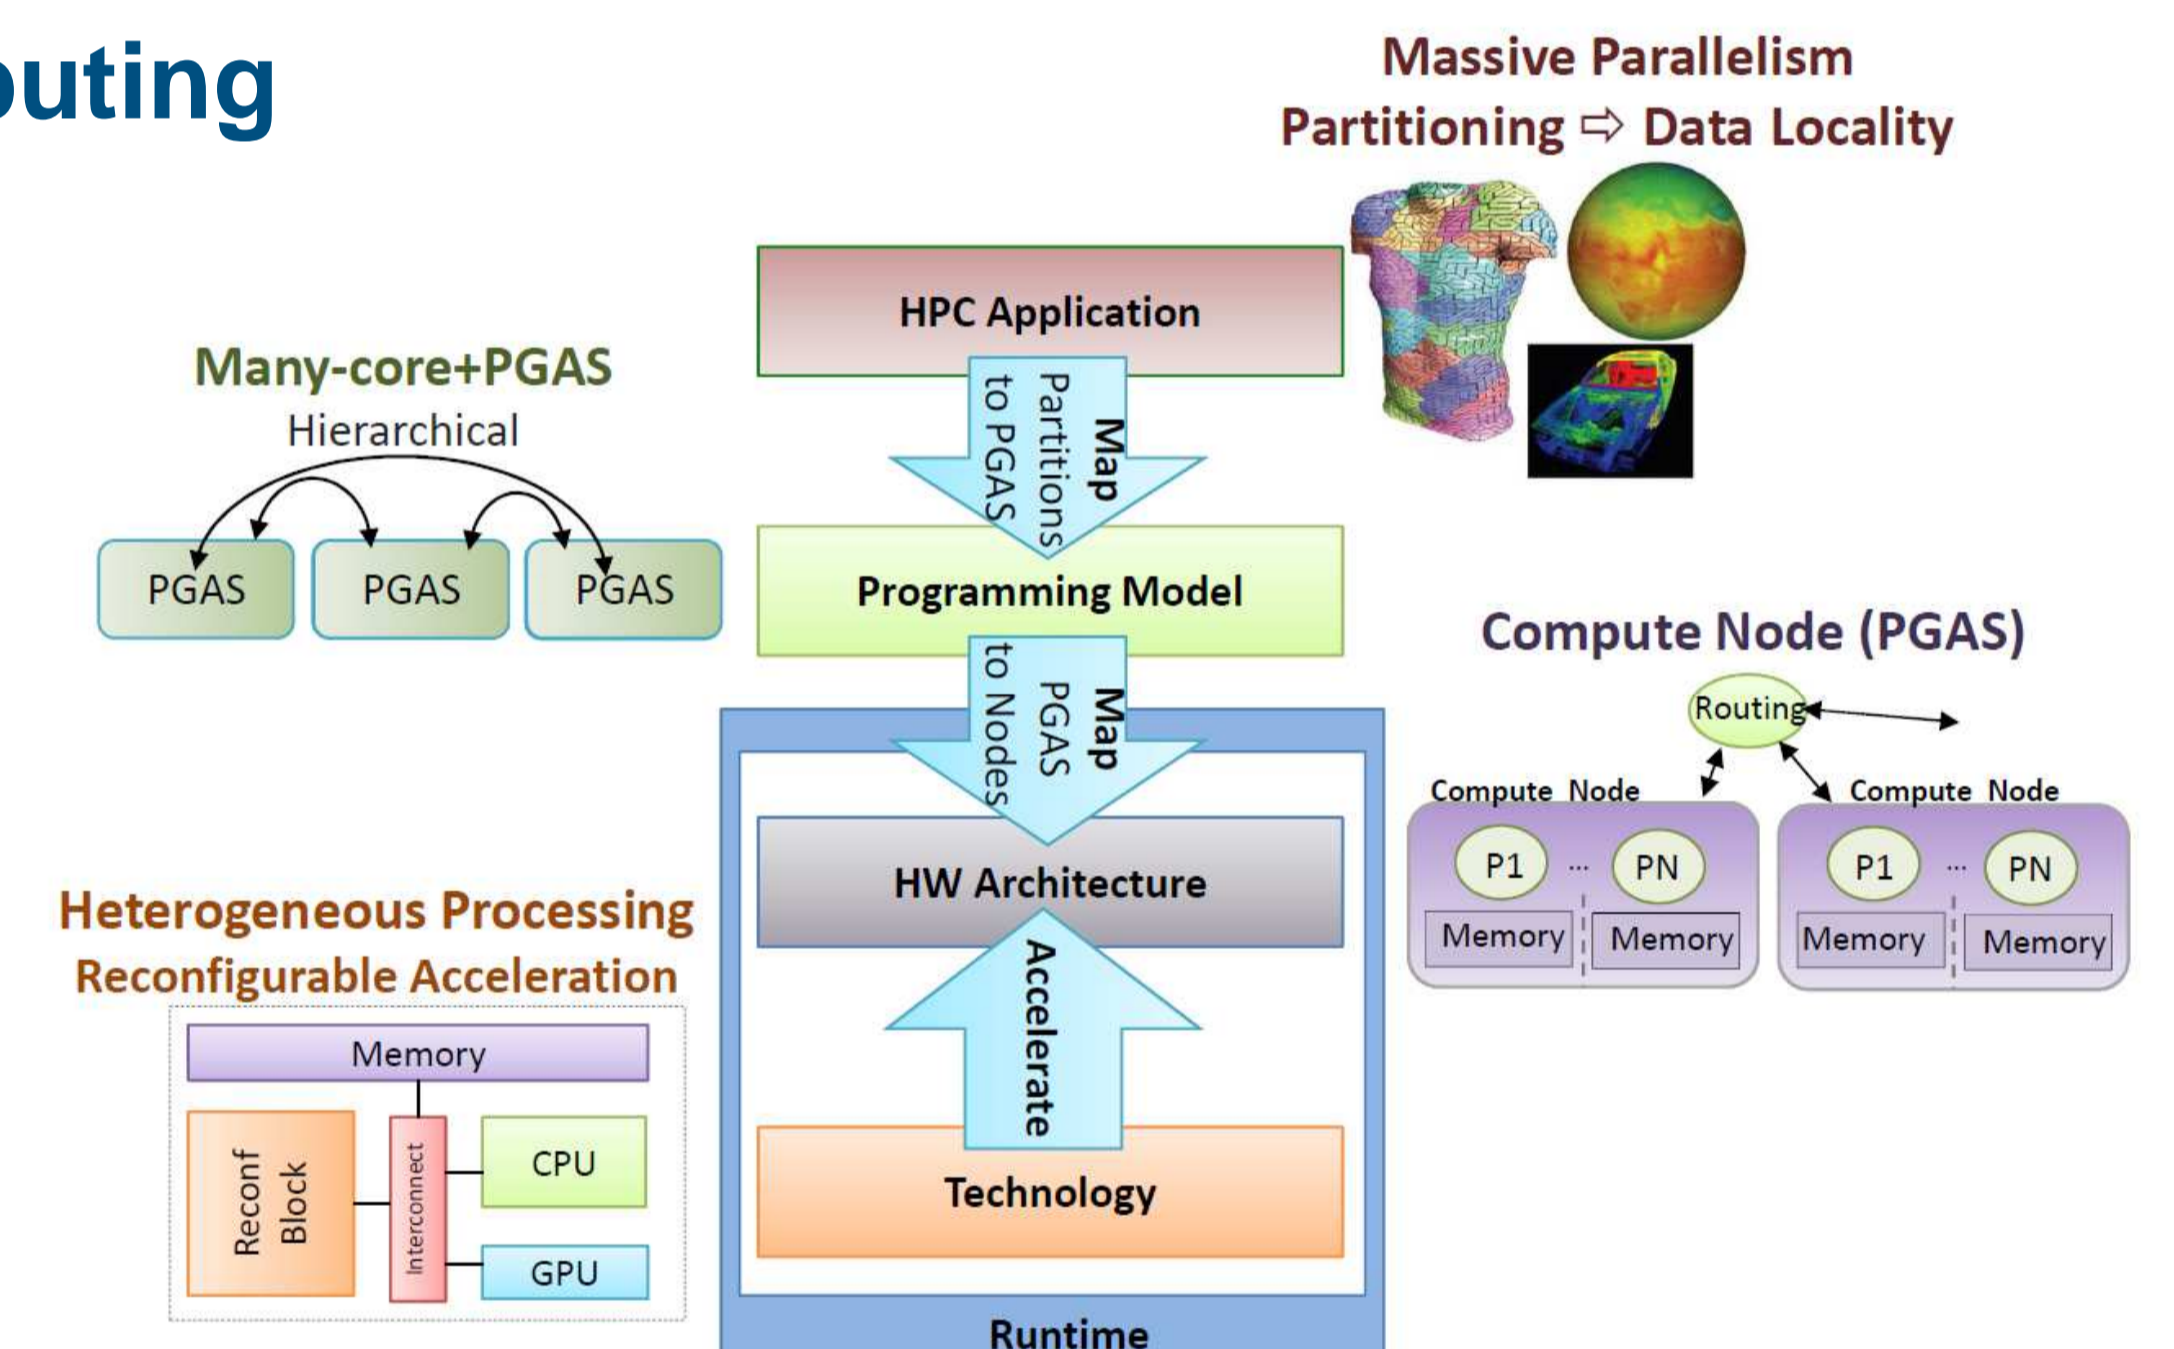 outing
Massive Parallelism
Partitioning ⇨ Data Locality
HPC Application
Map
Partitions
to PGAS
Many-core+PGAS
Hierarchical
PGAS
PGAS
PGAS
Programming Model
Map
PGAS
to Nodes
Compute Node (PGAS)
Routing
Compute Node
Compute Node
P1 ... PN
P1 ... PN
Memory Memory
Memory Memory
HW Architecture
Accelerate
Technology
Runtime
Heterogeneous Processing
Reconfigurable Acceleration
Memory
Reconf
Block
Interconnect
CPU
GPU